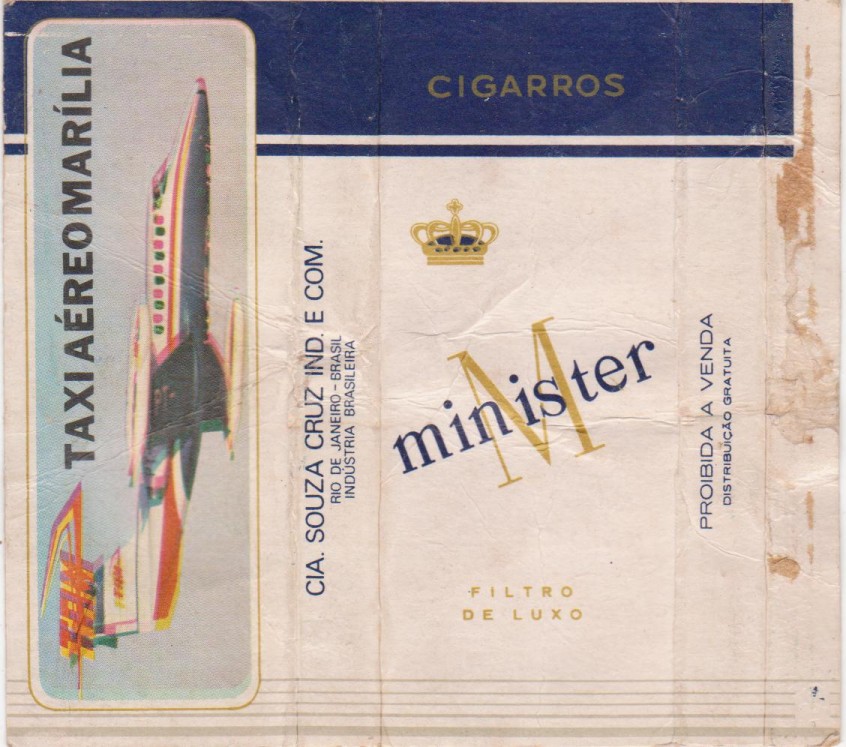 TAXI AÉREO MARÍLIA
TAM
CIGARROS
CIA. SOUZA CRUZ IND. E COM.
RIO DE JANEIRO - BRASIL
INDÚSTRIA BRASILEIRA
M
minister
FILTRO
DE LUXO
PROIBIDA A VENDA
DISTRIBUIÇÃO GRATUITA